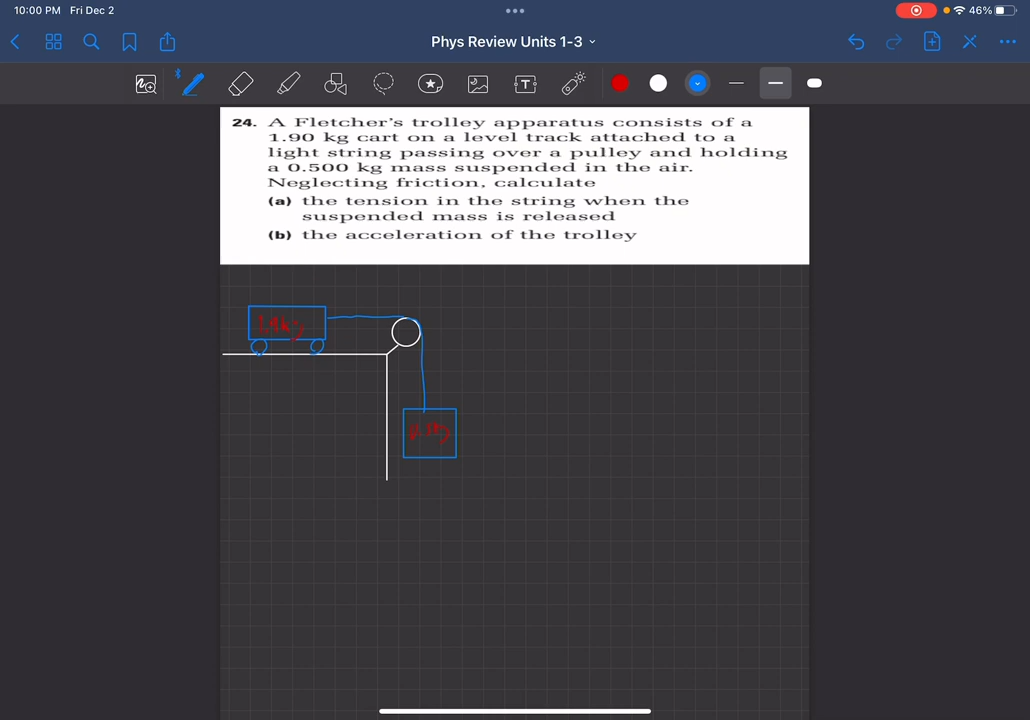 10:00 PM Fri Dec 2
46%
Phys Review Units 1-3
T
24. A Fletcher's trolley apparatus consists of a
1.90 kg cart on a level track attached to a
light string passing over a pulley and holding
a 0.500 kg mass suspended in the air.
Neglecting friction, calculate
(a) the tension in the string when the
suspended mass is released
(b) the acceleration of the trolley